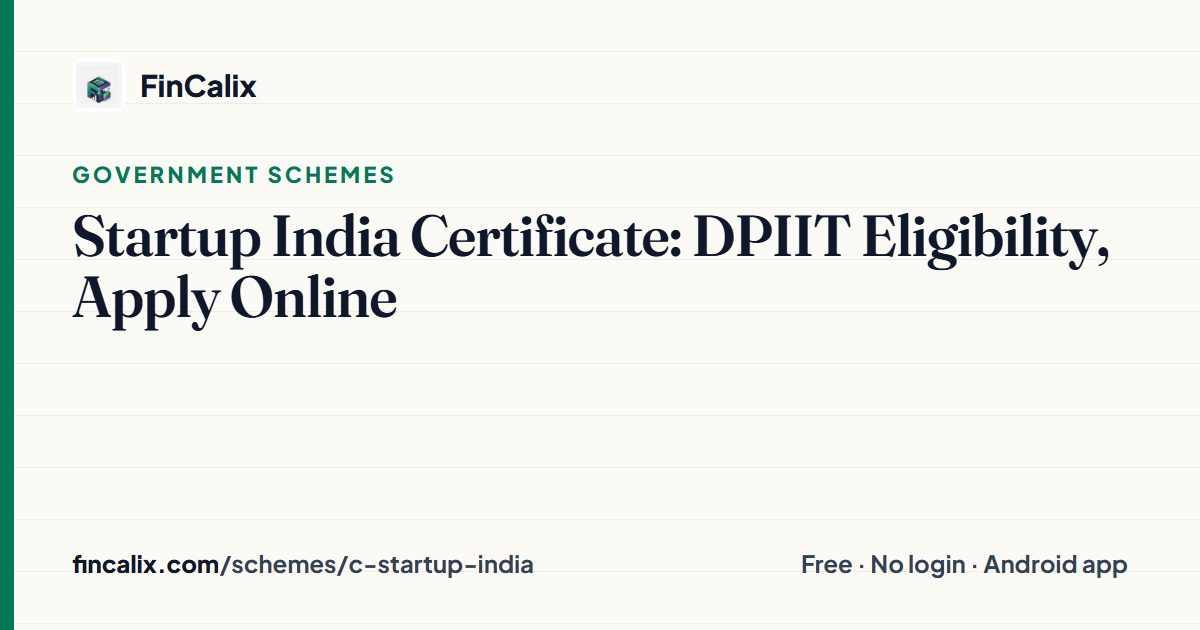 FinCalix
GOVERNMENT SCHEMES
Startup India Certificate: DPIIT Eligibility,
Apply Online
fincalix.com/schemes/c-startup-india
Free · No login · Android app